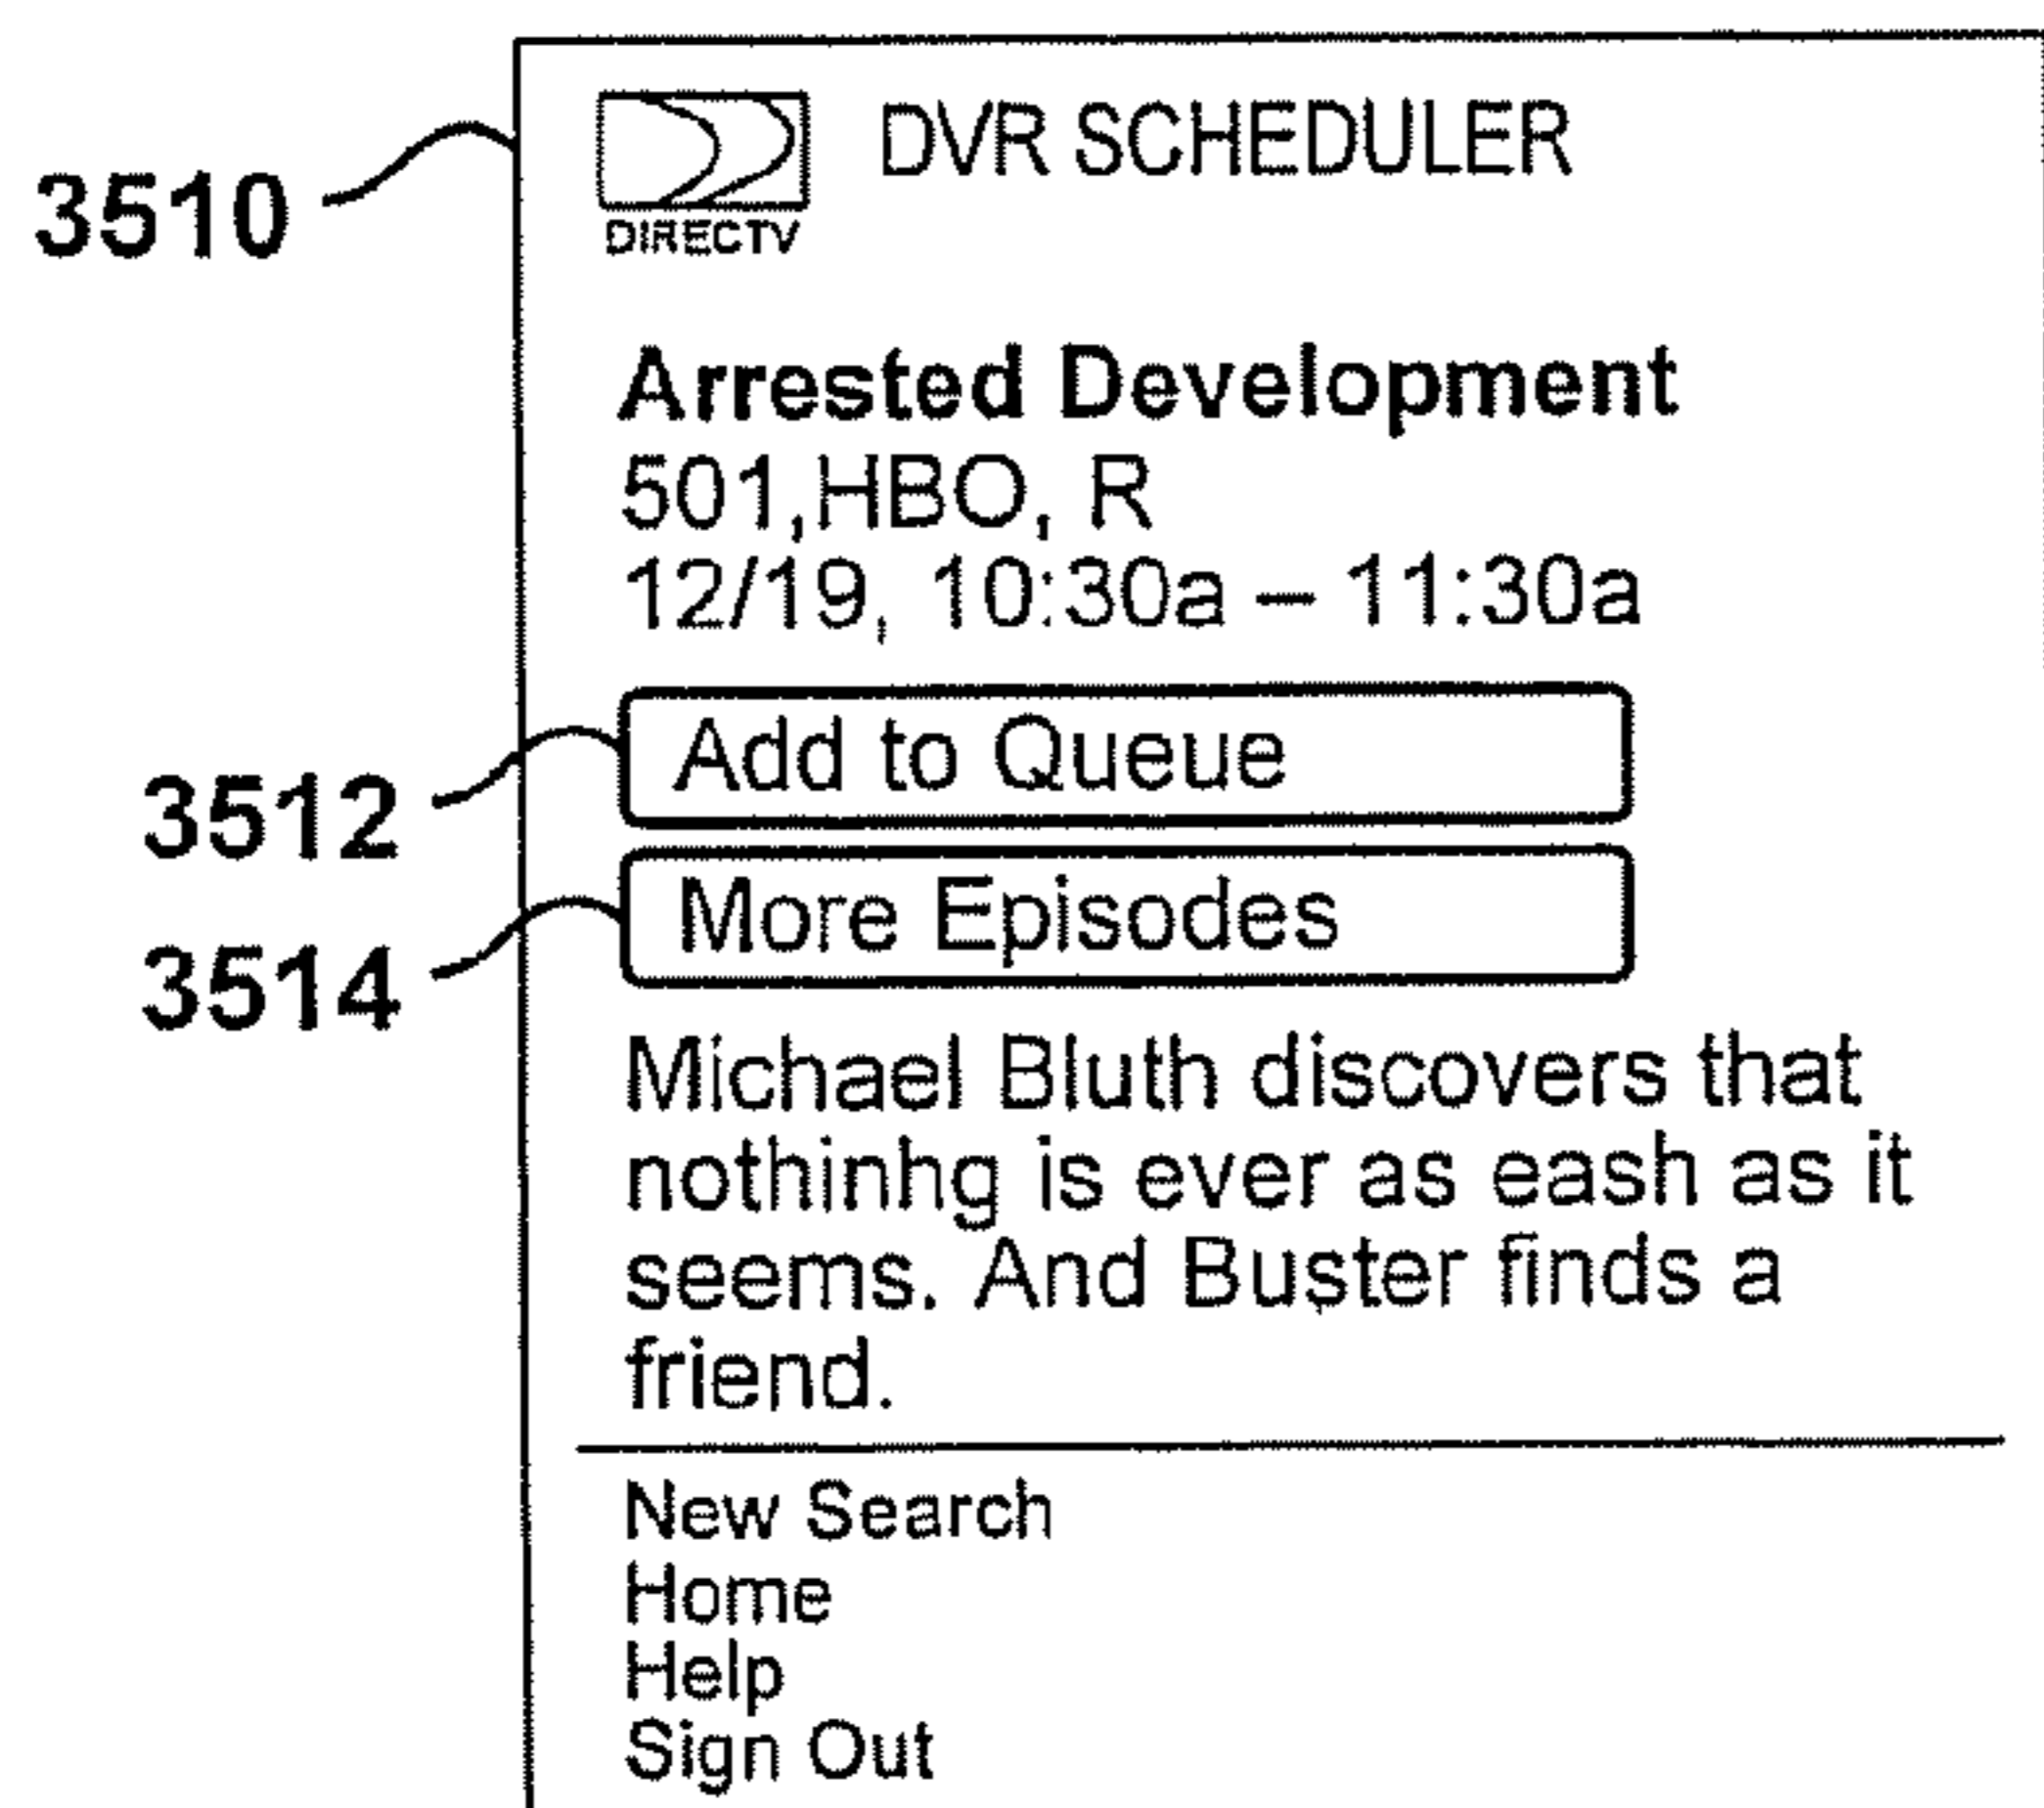 3510
DIRECTV
DVR SCHEDULER
Arrested Development
501,HBO, R
12/19, 10:30a – 11:30a
3512
Add to Queue
3514
More Episodes
Michael Bluth discovers that
nothinhg is ever as eash as it
seems. And Buster finds a
friend.
New Search
Home
Help
Sign Out